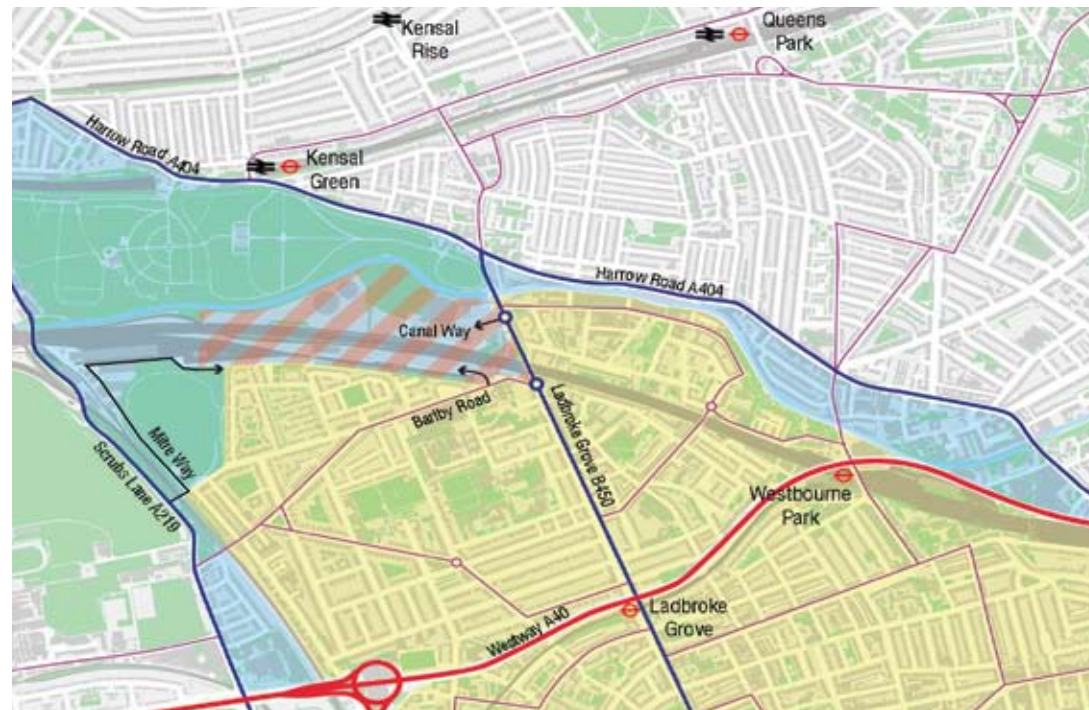 Kensal
Rise
Queens
Park
Harrow Road A404
Kensal
Green
Harrow Road A404
Canal Way
Bartby Road
Ladbroke Grove B450
Mitre Way
Scrubs Lane A219
Westbourne
Park
Westway A40
Ladbroke
Grove